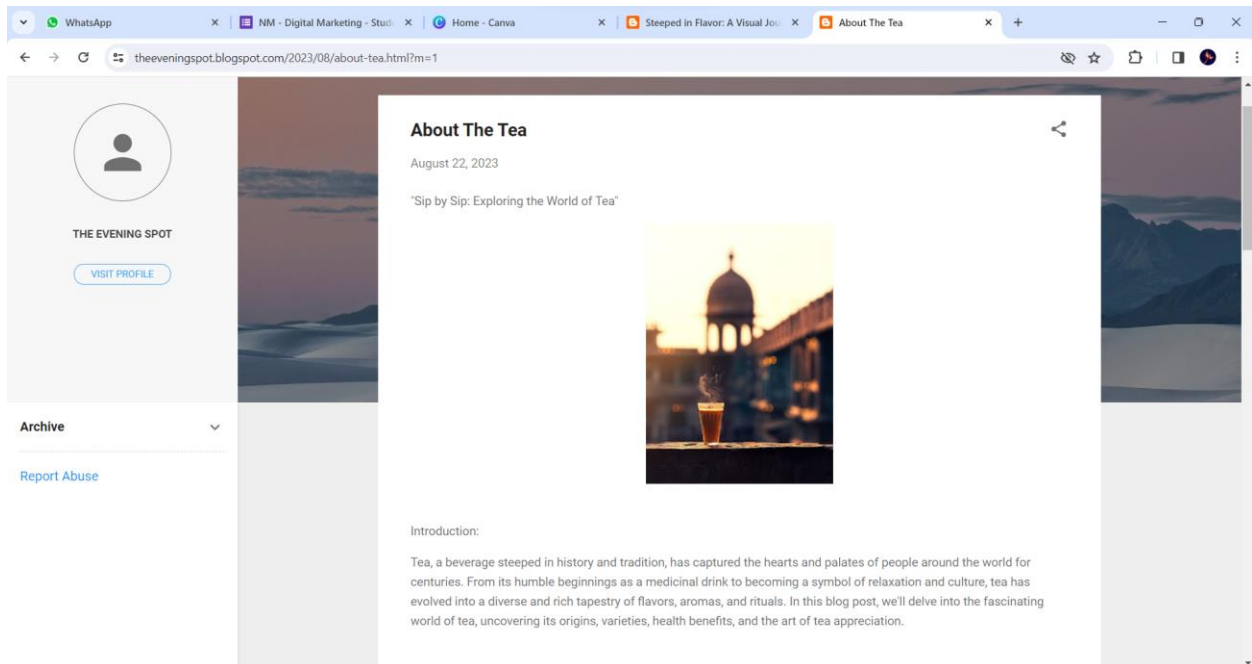 WhatsApp
NM - Digital Marketing - Stud
Home - Canva
Steeped in Flavor: A Visual Jou
About The Tea
theeveningspot.blogspot.com/2023/08/about-tea.html?m=1
THE EVENING SPOT
VISIT PROFILE
Archive
Report Abuse
About The Tea
August 22, 2023
"Sip by Sip: Exploring the World of Tea"
Introduction:
Tea, a beverage steeped in history and tradition, has captured the hearts and palates of people around the world for
centuries. From its humble beginnings as a medicinal drink to becoming a symbol of relaxation and culture, tea has
evolved into a diverse and rich tapestry of flavors, aromas, and rituals. In this blog post, we'll delve into the fascinating
world of tea, uncovering its origins, varieties, health benefits, and the art of tea appreciation.